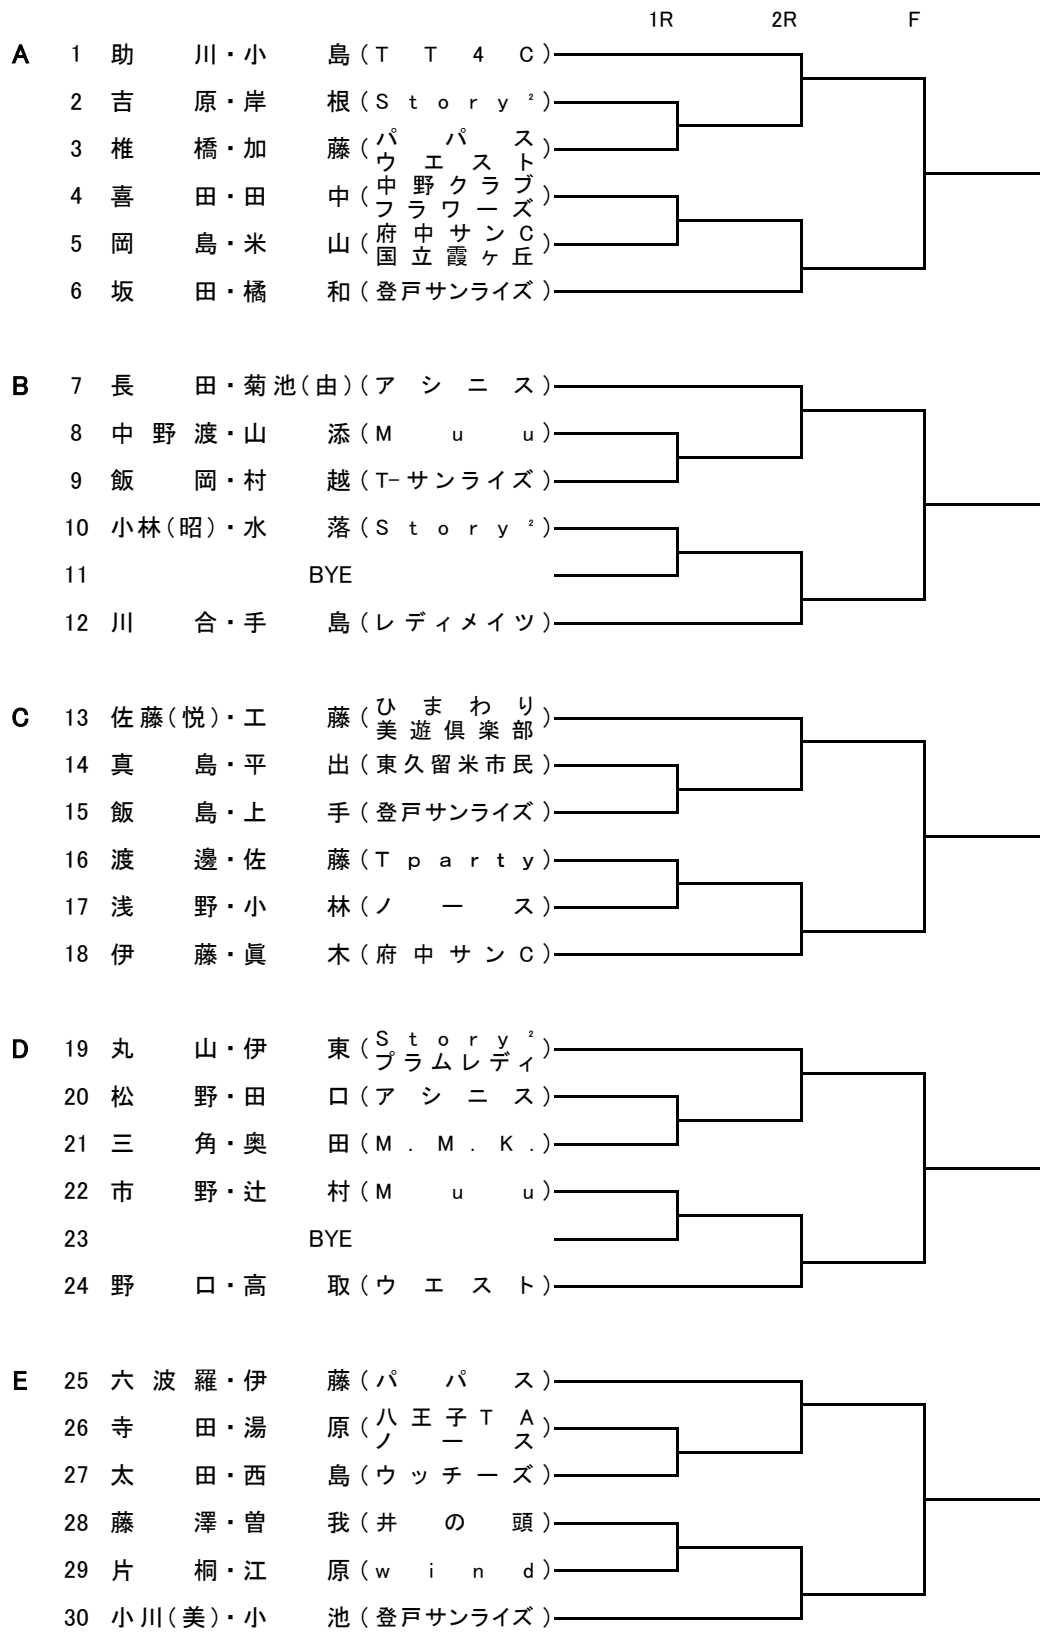 1R 2R F
A 1 助川・小島(TT4C)
2 吉原・岸根(Story²)
3 椎橋・加藤(パパス ウエスト)
4 喜田・田中(中野クラブ フラワーズ)
5 岡島・米山(府中サンC 国立霞ヶ丘)
6 坂田・橘和(登戸サンライズ)
B 7 長田・菊池(由)(アシニス)
8 中野渡・山添(Muu)
9 飯岡・村越(T-サンライズ)
10 小林(昭)・水落(Story²)
11 BYE
12 川合・手島(レディメイツ)
C 13 佐藤(悦)・工藤(ひまわり 美遊倶楽部)
14 真島・平出(東久留米市民)
15 飯島・上手(登戸サンライズ)
16 渡邊・佐藤(Tparty)
17 浅野・小林(ノース)
18 伊藤・眞木(府中サンC)
D 19 丸山・伊東(Story² プラムレディ)
20 松野・田口(アシニス)
21 三角・奥田(M.M.K.)
22 市野・辻村(Muu)
23 BYE
24 野口・高取(ウエスト)
E 25 六波羅・伊藤(パパス)
26 寺田・湯原(八王子TA ノース)
27 太田・西島(ウッチーズ)
28 藤澤・曽我(井の頭)
29 片桐・江原(wind)
30 小川(美)・小池(登戸サンライズ)